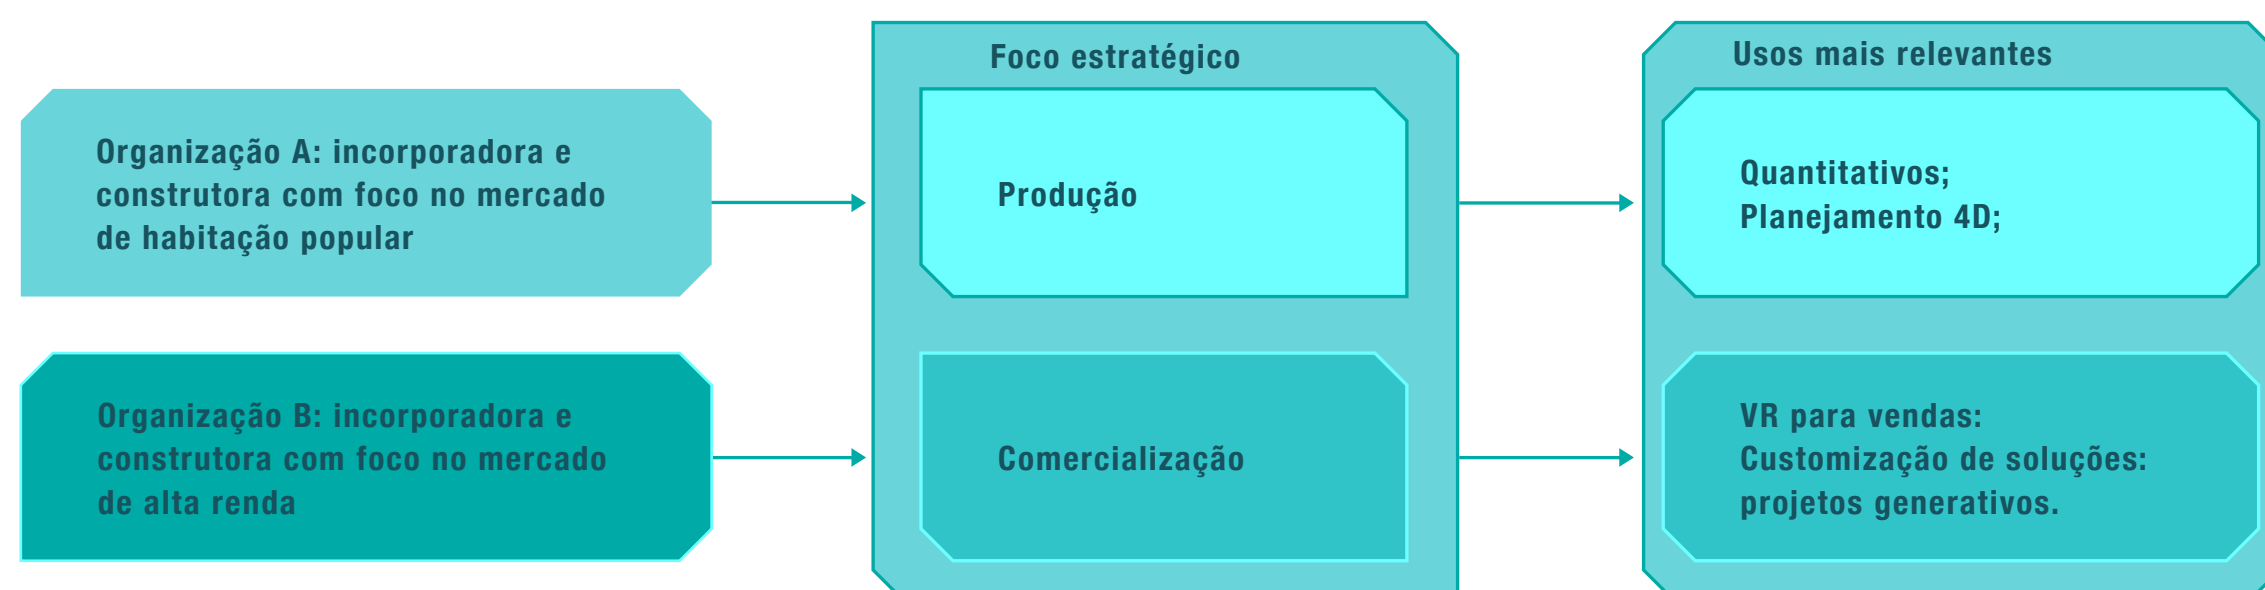 Foco estratégico
Usos mais relevantes
Organização A: incorporadora e
construtora com foco no mercado
de habitação popular
Produção
Quantitativos;
Planejamento 4D;
Organização B: incorporadora e
construtora com foco no mercado
de alta renda
Comercialização
VR para vendas:
Customização de soluções:
projetos generativos.